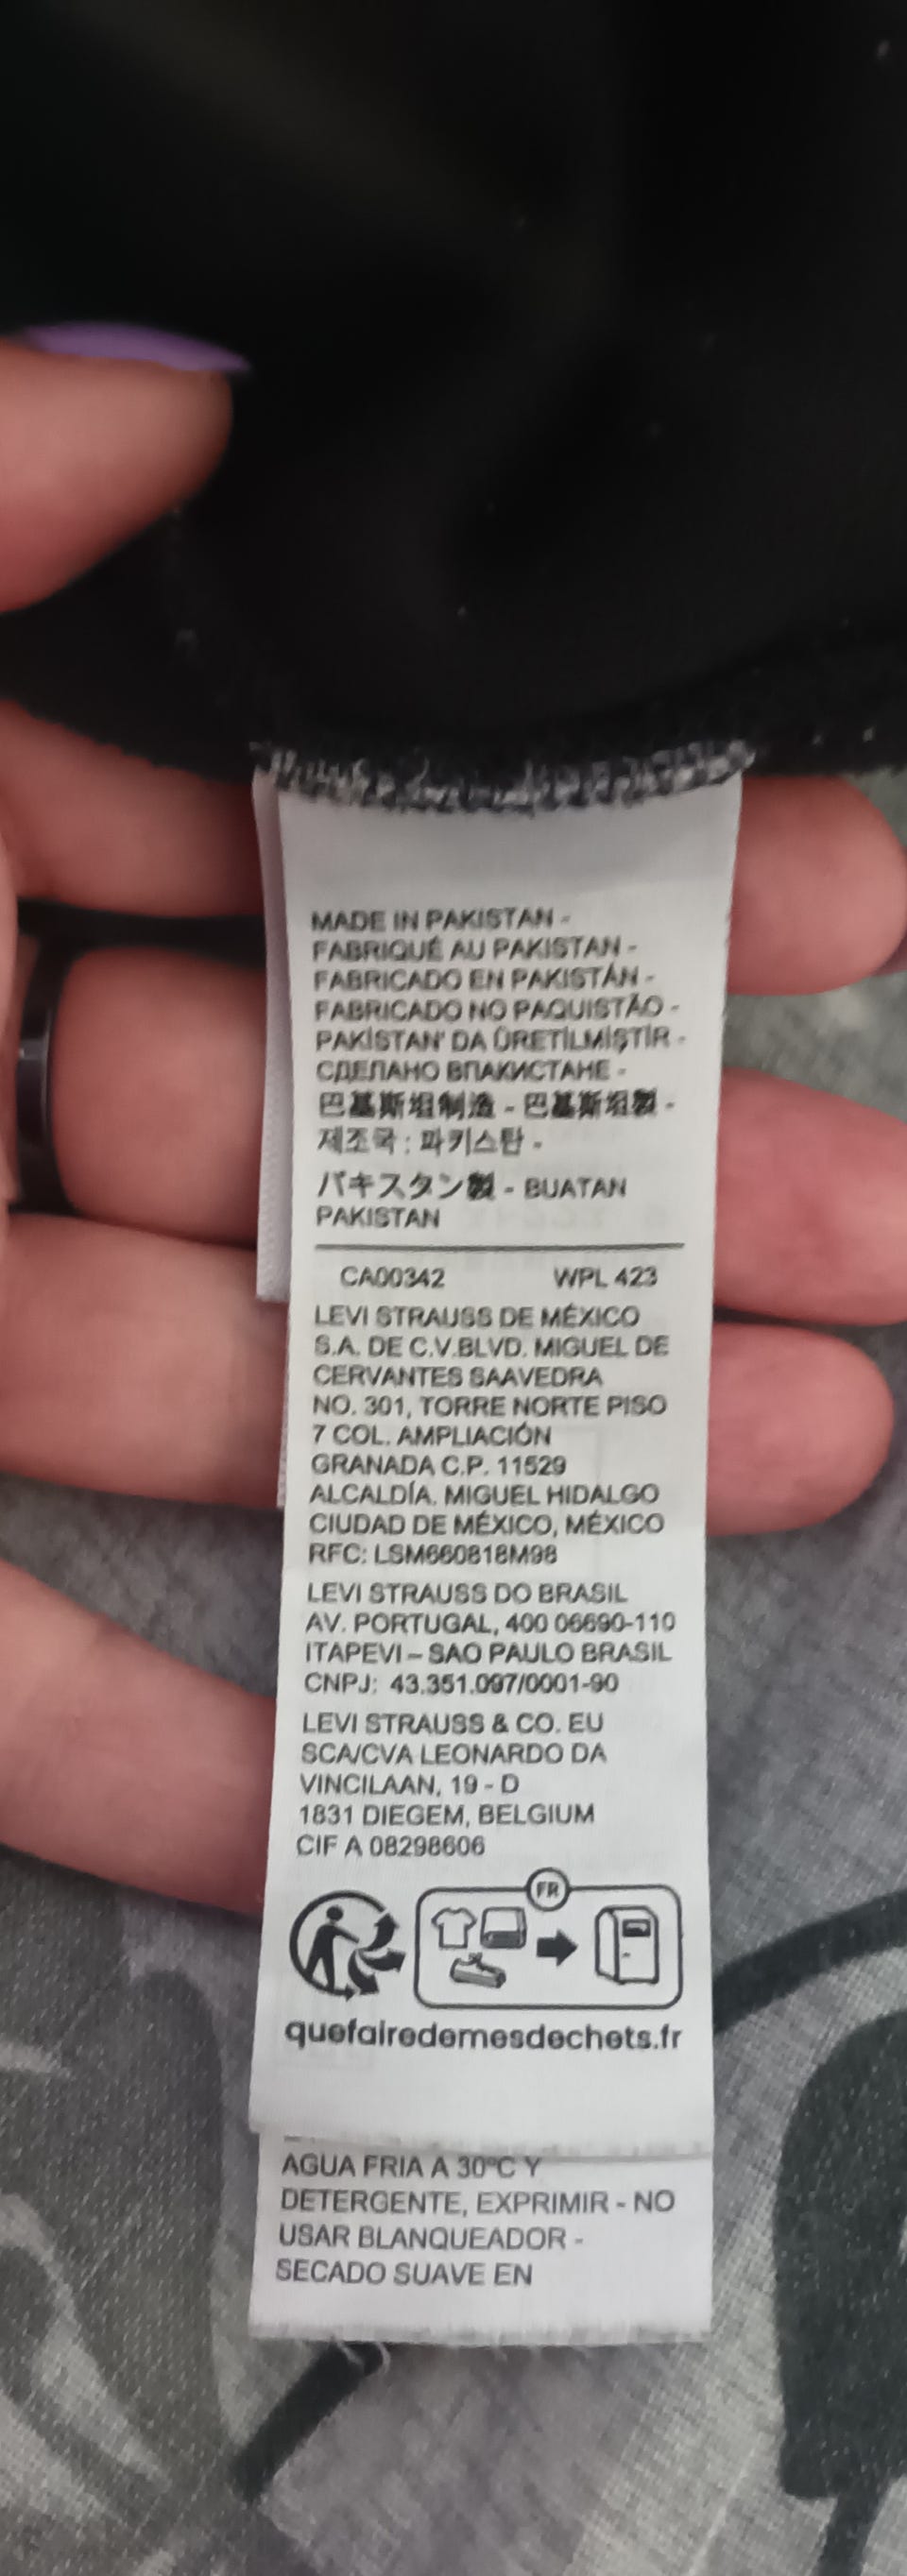 MADE IN PAKISTAN -
FABRIQUÉ AU PAKISTAN -
FABRICADO EN PAKISTÁN -
FABRICADO NO PAQUISTÃO -
PAKİSTAN' DA ÜRETİLMİŞTİR -
СДЕЛАНО ВПАКИСТАНЕ -
巴基斯坦制造 - 巴基斯坦製 -
제조국 : 파키스탄 -
パキスタン製 - BUATAN
PAKISTAN
CA00342 WPL 423
LEVI STRAUSS DE MÉXICO
S.A. DE C.V.BLVD. MIGUEL DE
CERVANTES SAAVEDRA
NO. 301, TORRE NORTE PISO
7 COL. AMPLIACIÓN
GRANADA C.P. 11529
ALCALDÍA. MIGUEL HIDALGO
CIUDAD DE MÉXICO, MÉXICO
RFC: LSM660818M98
LEVI STRAUSS DO BRASIL
AV. PORTUGAL, 400 06690-110
ITAPEVI – SAO PAULO BRASIL
CNPJ: 43.351.097/0001-90
LEVI STRAUSS & CO. EU
SCA/CVA LEONARDO DA
VINCILAAN, 19 - D
1831 DIEGEM, BELGIUM
CIF A 08298606
FR
quefairedemesdechets.fr
AGUA FRIA A 30ºC Y
DETERGENTE, EXPRIMIR - NO
USAR BLANQUEADOR -
SECADO SUAVE EN